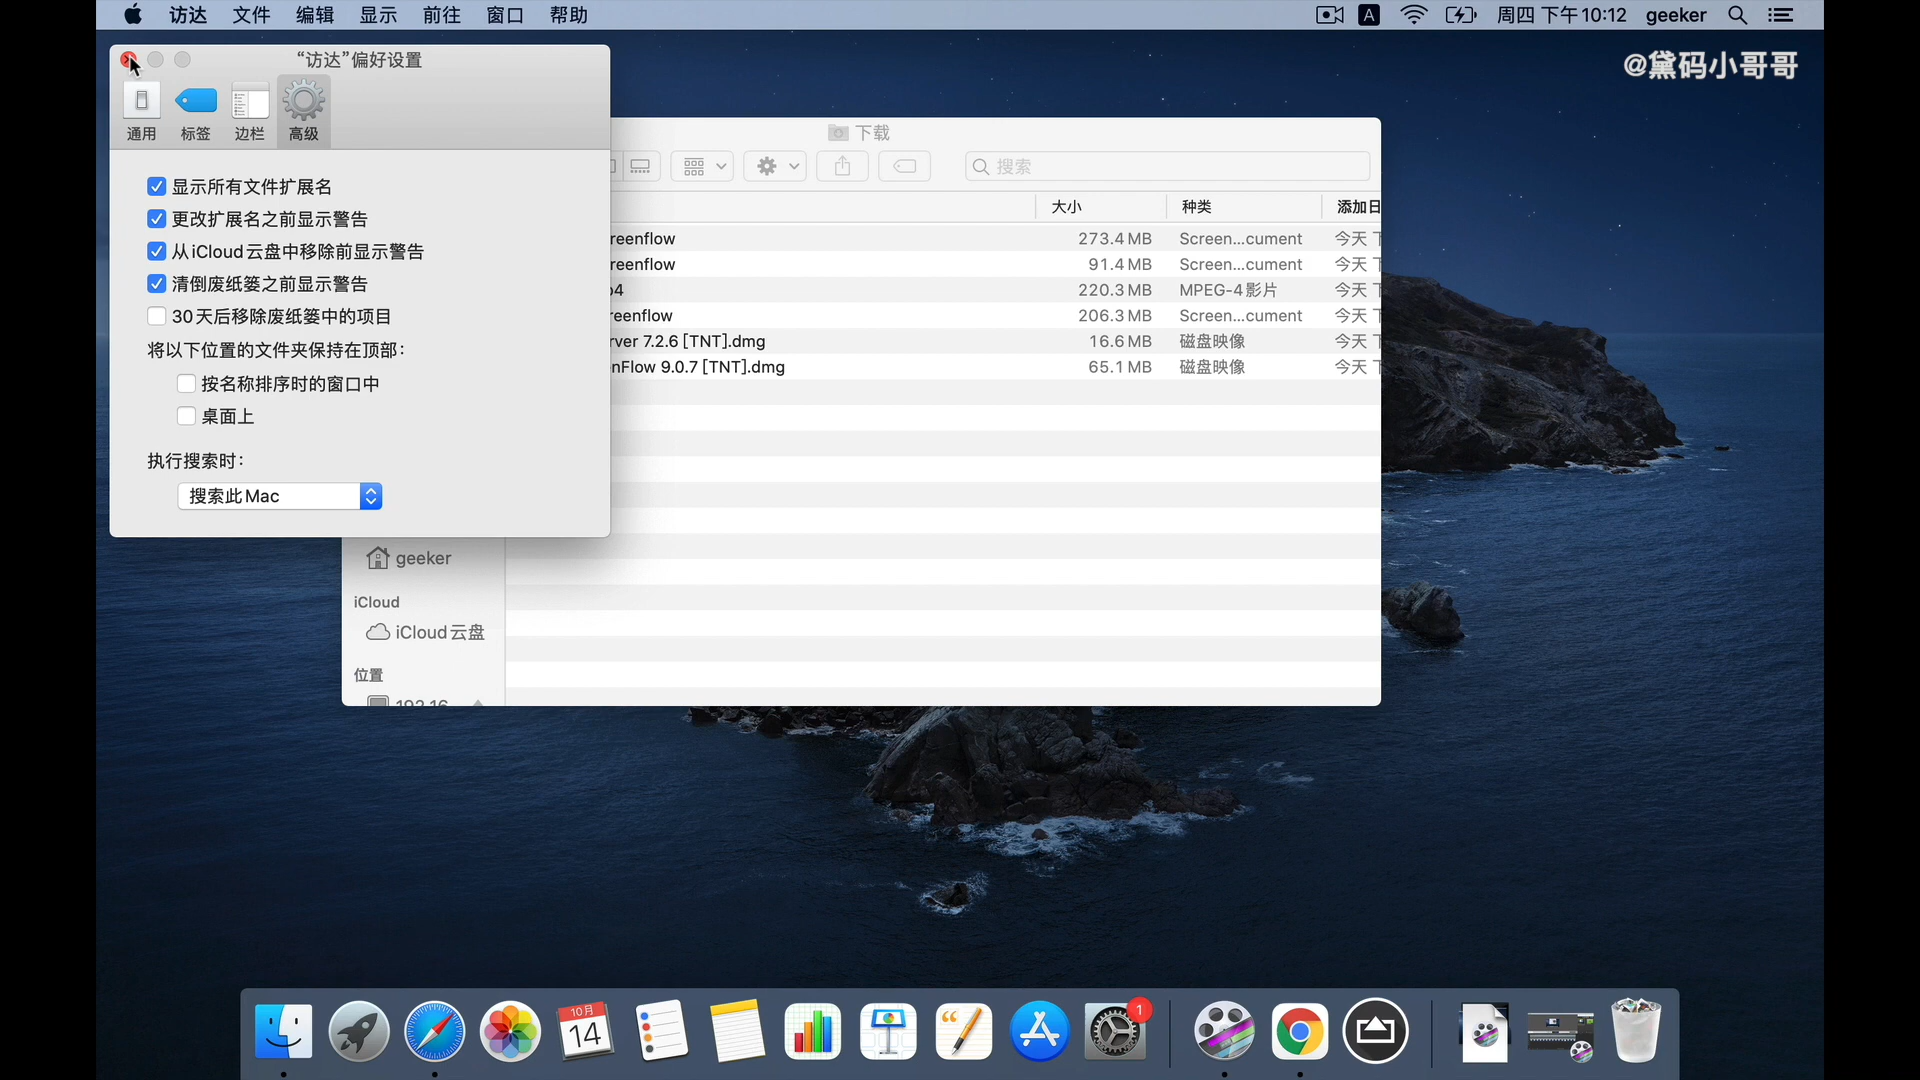 访达 文件 编辑 显示 前往 窗口 帮助
A 周四 下午10:12 geeker
@黛码小哥哥
“访达”偏好设置
通用 标签 边栏 高级
显示所有文件扩展名
更改扩展名之前显示警告
从iCloud云盘中移除前显示警告
清倒废纸篓之前显示警告
30天后移除废纸篓中的项目
将以下位置的文件夹保持在顶部：
按名称排序时的窗口中
桌面上
执行搜索时：
搜索此Mac
下载
搜索
大小 种类 添加日
reenflow 273.4 MB Screen...cument 今天
reenflow 91.4 MB Screen...cument 今天
220.3 MB MPEG-4影片 今天
reenflow 206.3 MB Screen...cument 今天
rver 7.2.6 [TNT].dmg 16.6 MB 磁盘映像 今天
nFlow 9.0.7 [TNT].dmg 65.1 MB 磁盘映像 今天
geeker
iCloud
iCloud云盘
位置
10月
14
1